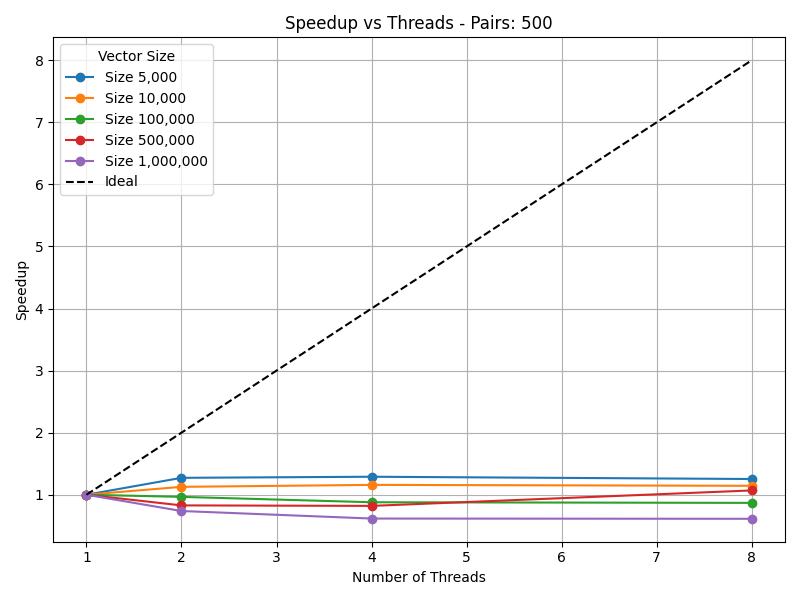 Speedup vs Threads - Pairs: 500
Vector Size
Size 5,000
Size 10,000
Size 100,000
Size 500,000
Size 1,000,000
Ideal
Speedup
8
7
6
5
4
3
2
1
1 2 3 4 5 6 7 8
Number of Threads